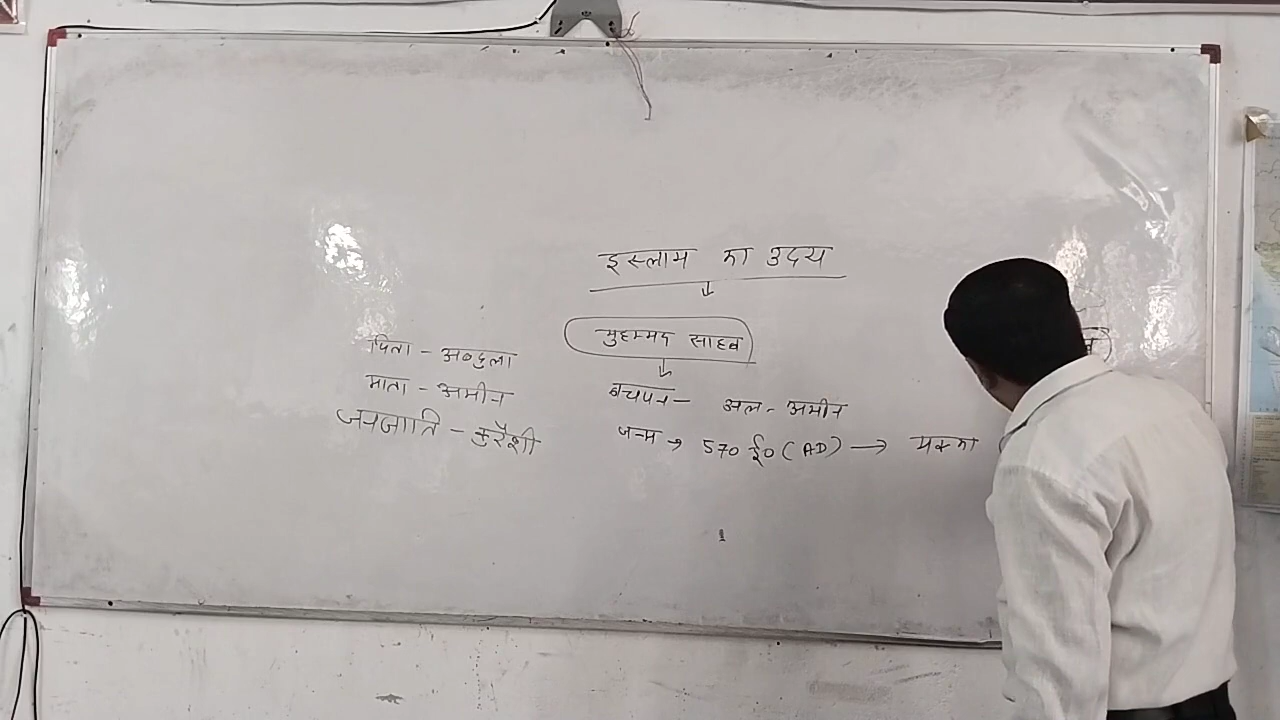 इस्लाम का उदय
मुहम्मद साहब
पिता - अब्दुला
माता - अमीन
जनजाति - कुरैशी
बचपन - अल - अमीन
जन्म → 570 ई० (AD) → मक्का